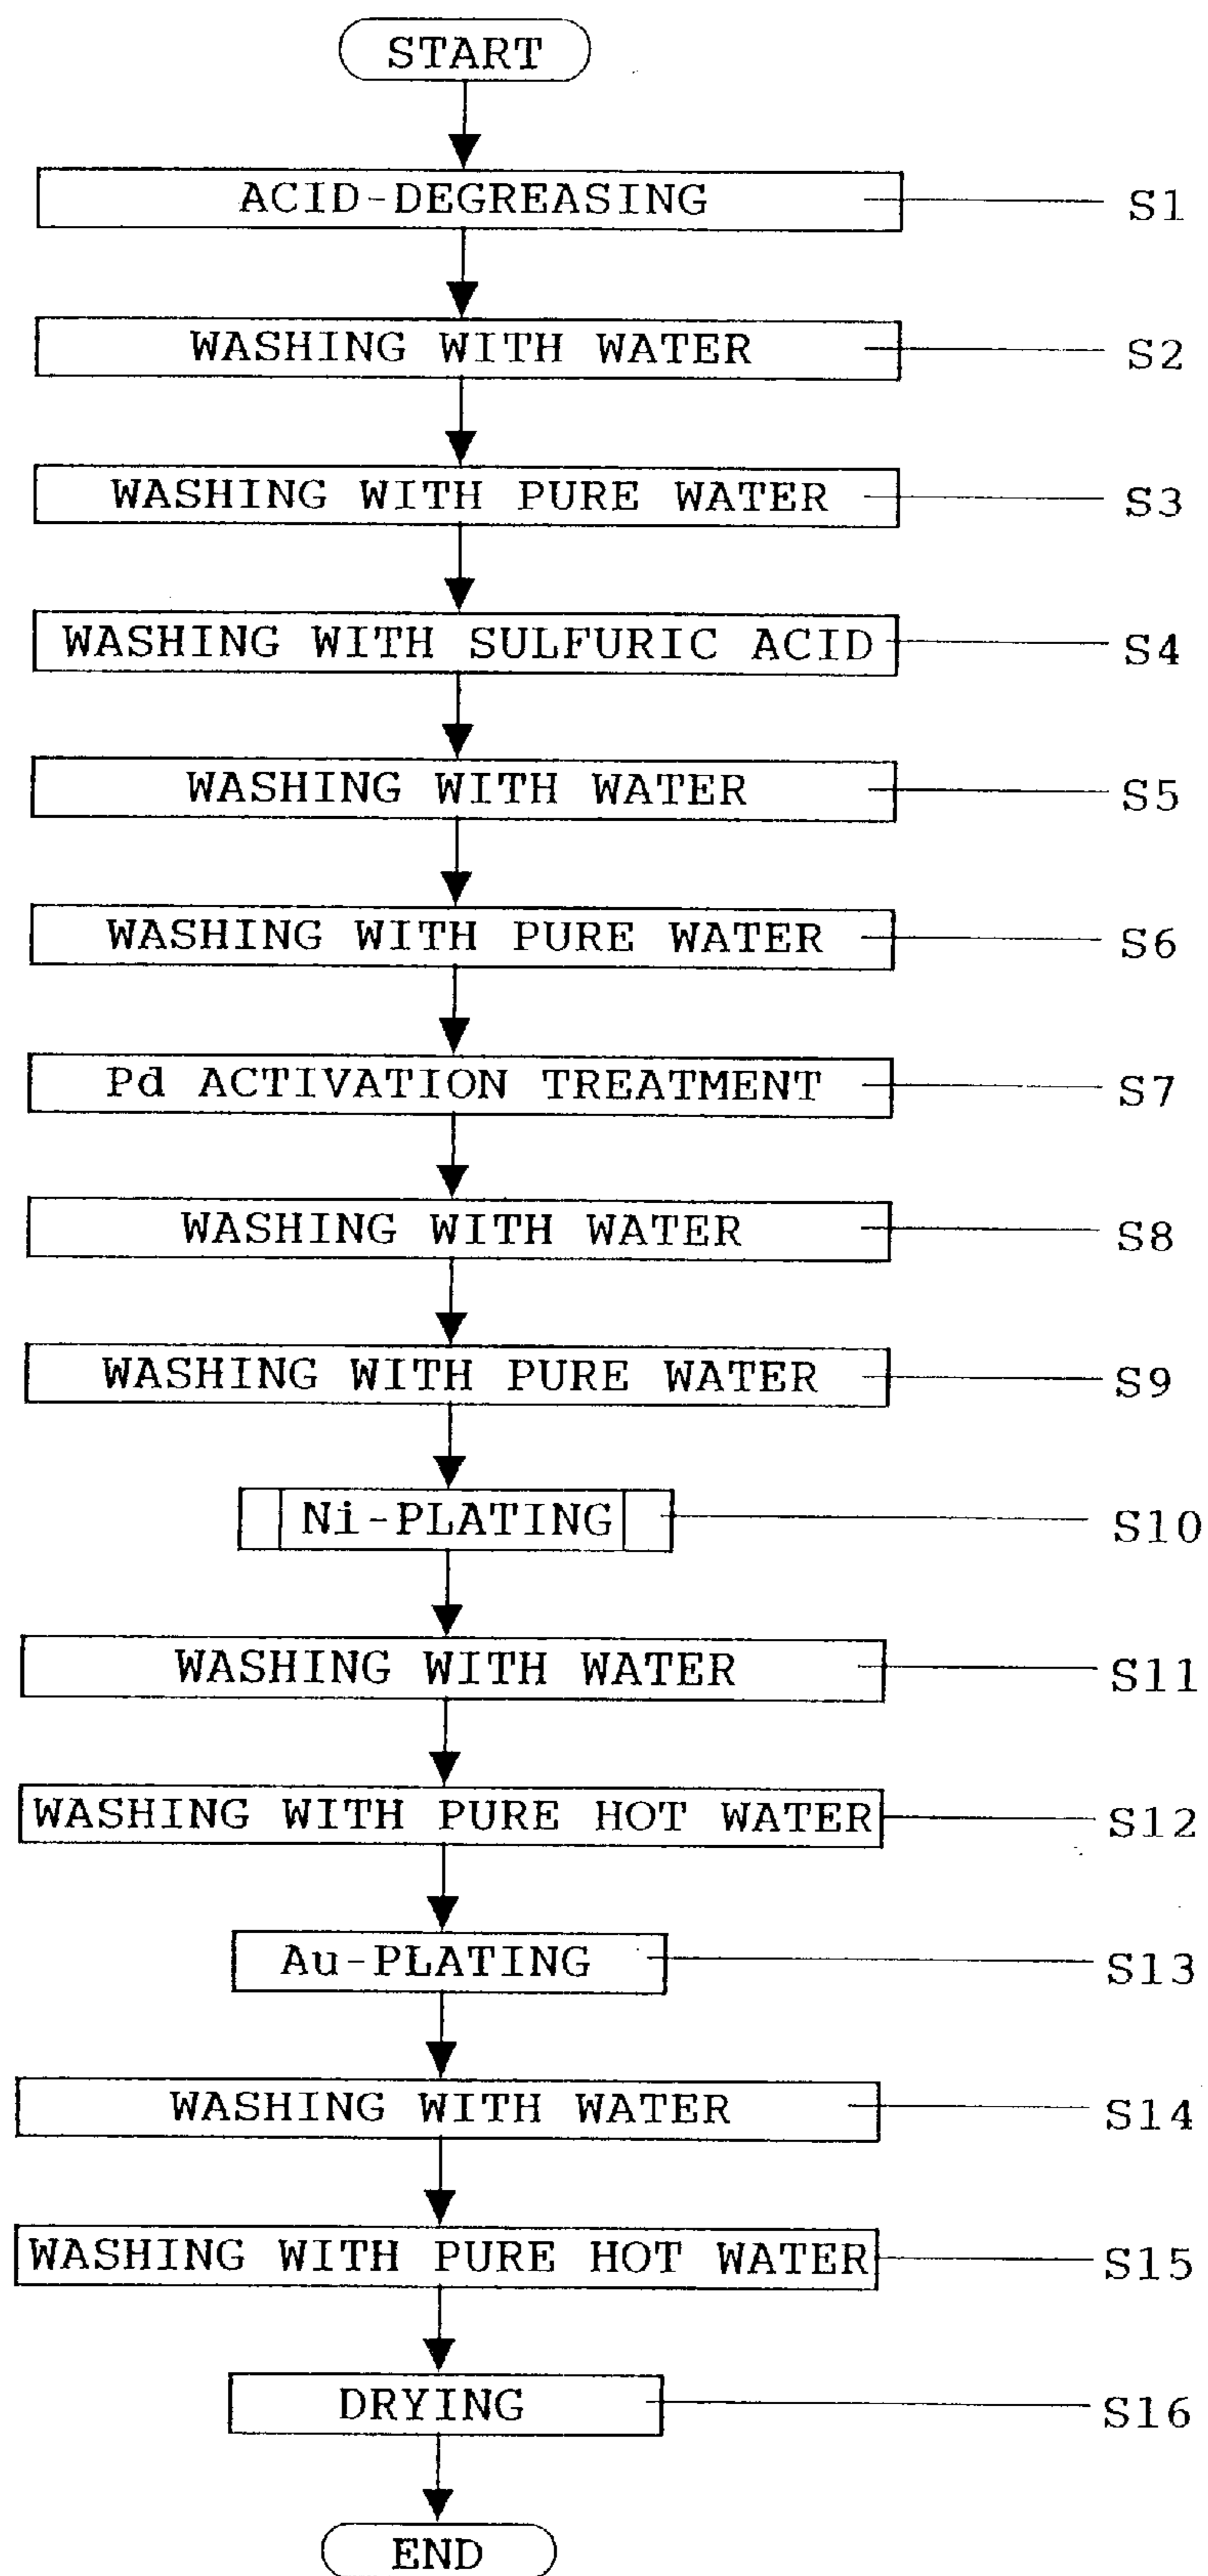 START
ACID-DEGREASING S1
WASHING WITH WATER S2
WASHING WITH PURE WATER S3
WASHING WITH SULFURIC ACID S4
WASHING WITH WATER S5
WASHING WITH PURE WATER S6
Pd ACTIVATION TREATMENT S7
WASHING WITH WATER S8
WASHING WITH PURE WATER S9
Ni-PLATING S10
WASHING WITH WATER S11
WASHING WITH PURE HOT WATER S12
Au-PLATING S13
WASHING WITH WATER S14
WASHING WITH PURE HOT WATER S15
DRYING S16
END